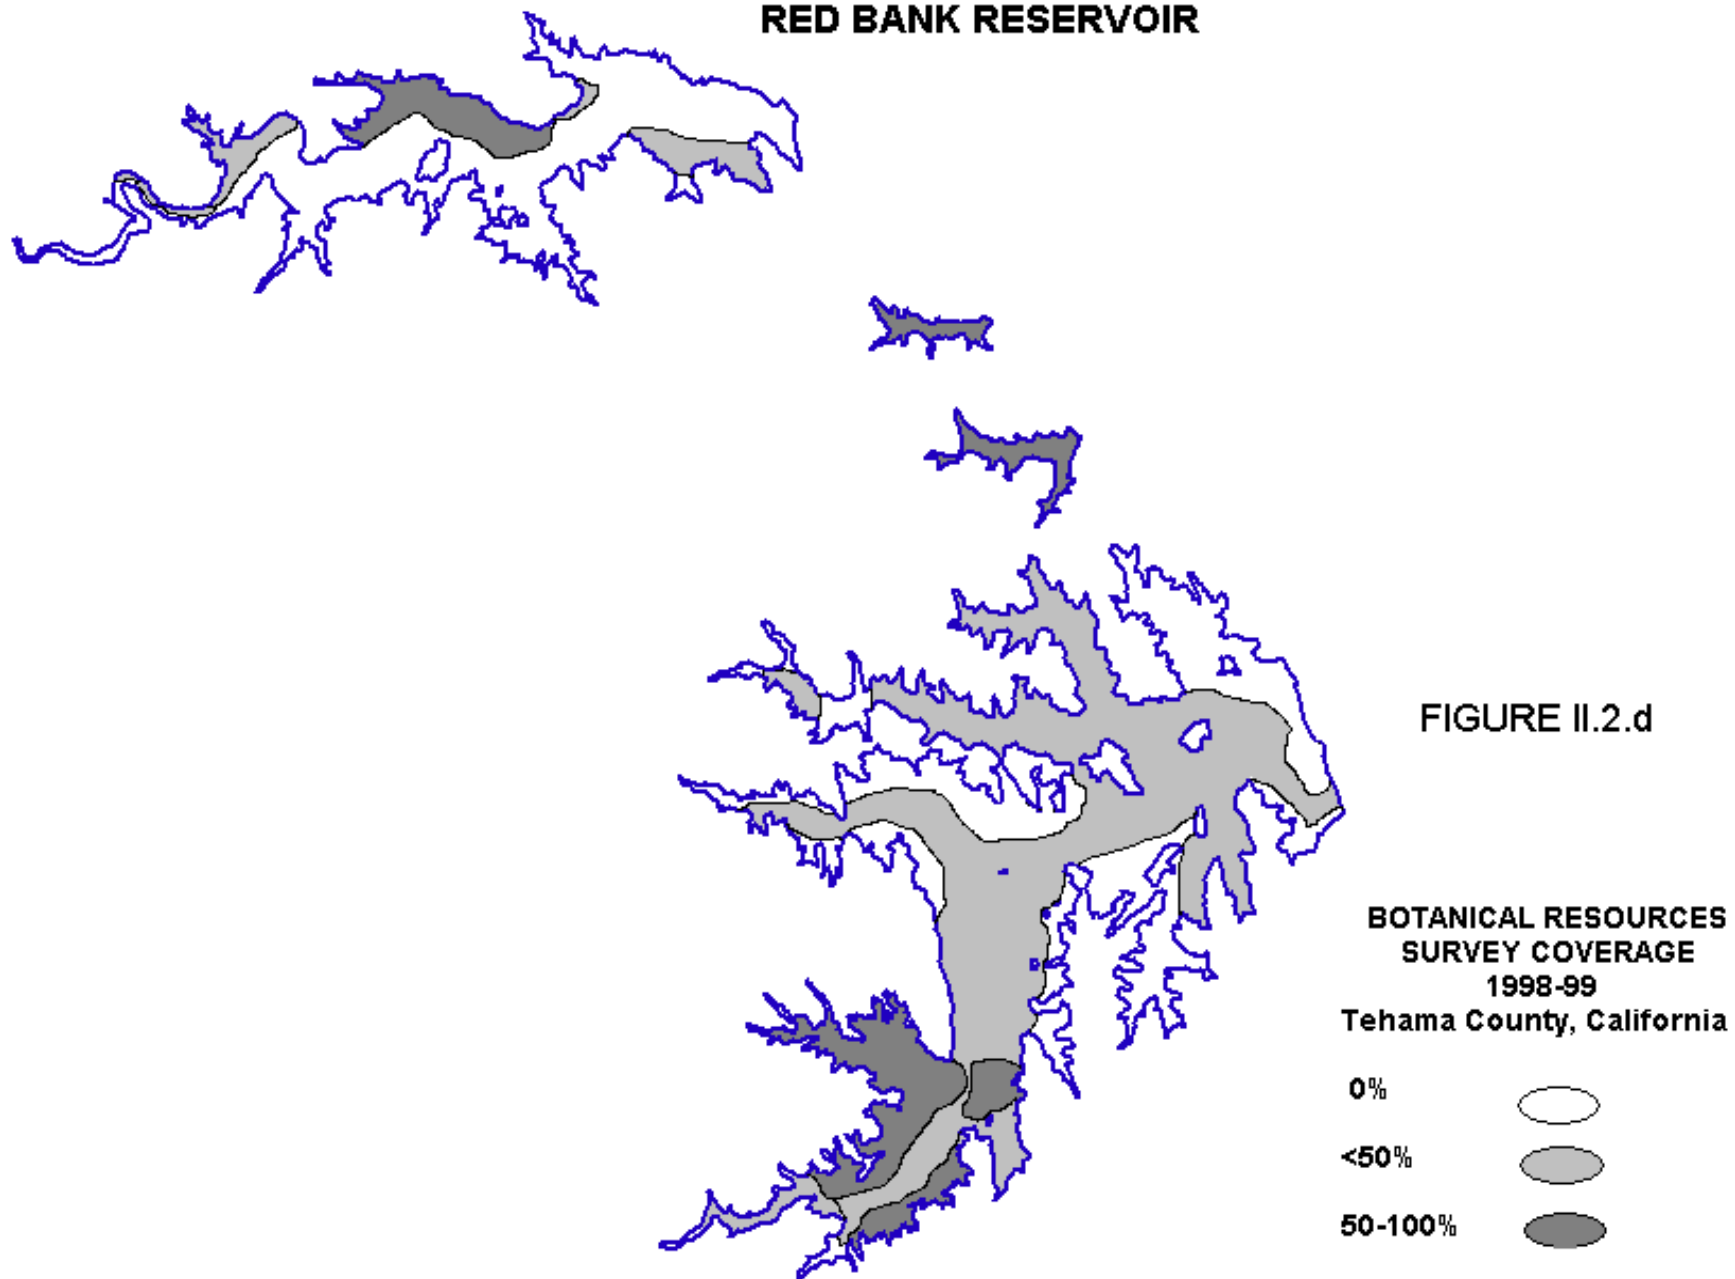 RED BANK RESERVOIR
FIGURE II.2.d
BOTANICAL RESOURCES
SURVEY COVERAGE
1998-99
Tehama County, California
0%
<50%
50-100%